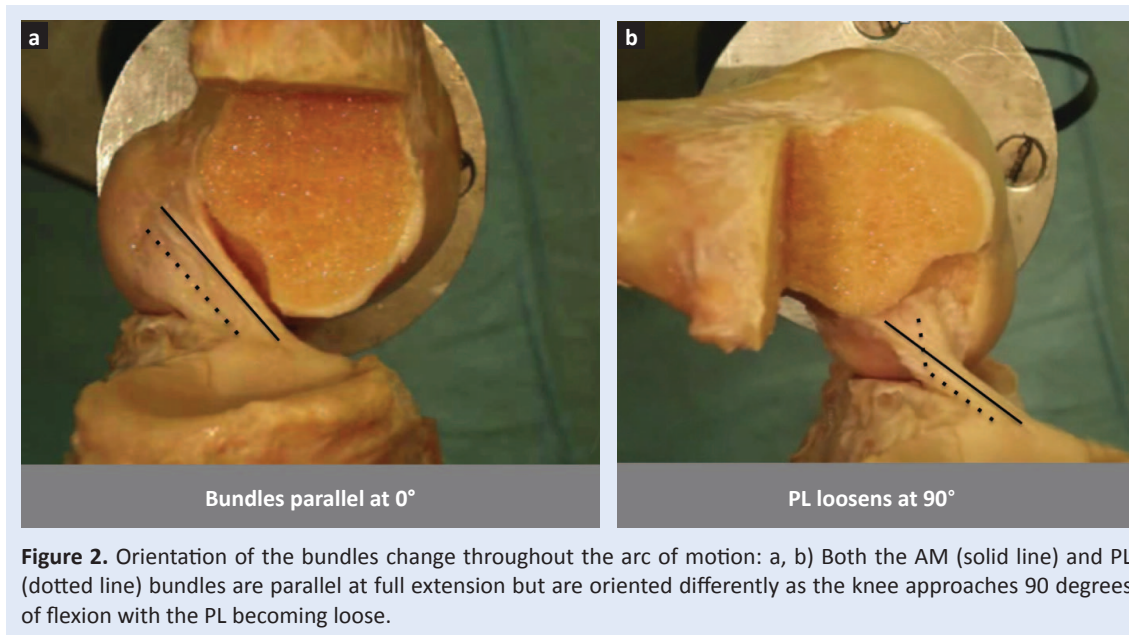 a
b
Bundles parallel at 0°
PL loosens at 90°
Figure 2. Orientation of the bundles change throughout the arc of motion: a, b) Both the AM (solid line) and PL
(dotted line) bundles are parallel at full extension but are oriented differently as the knee approaches 90 degrees
of flexion with the PL becoming loose.